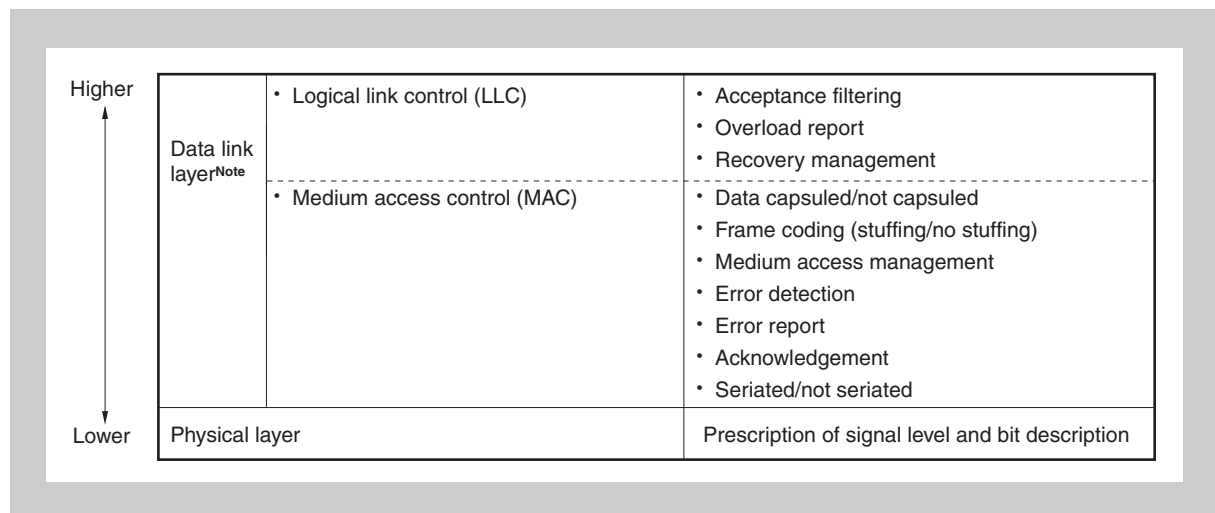 Higher
Data link
layerNote
• Logical link control (LLC)
• Acceptance filtering
• Overload report
• Recovery management
• Medium access control (MAC)
• Data capsuled/not capsuled
• Frame coding (stuffing/no stuffing)
• Medium access management
• Error detection
• Error report
• Acknowledgement
• Seriated/not seriated
Lower
Physical layer
Prescription of signal level and bit description